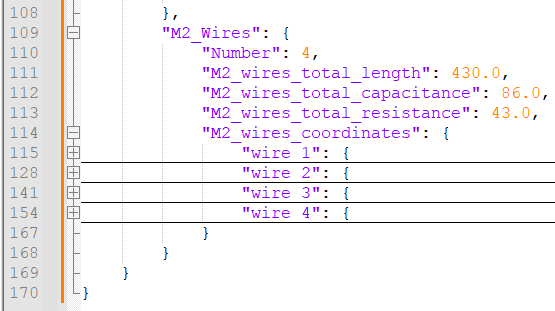 108 },
109 "M2_Wires": {
110 "Number": 4,
111 "M2_wires_total_length": 430.0,
112 "M2_wires_total_capacitance": 86.0,
113 "M2_wires_total_resistance": 43.0,
114 "M2_wires_coordinates": {
115 "wire 1": {
128 "wire 2": {
141 "wire 3": {
154 "wire 4": {
167 }
168 }
169 }
170 }